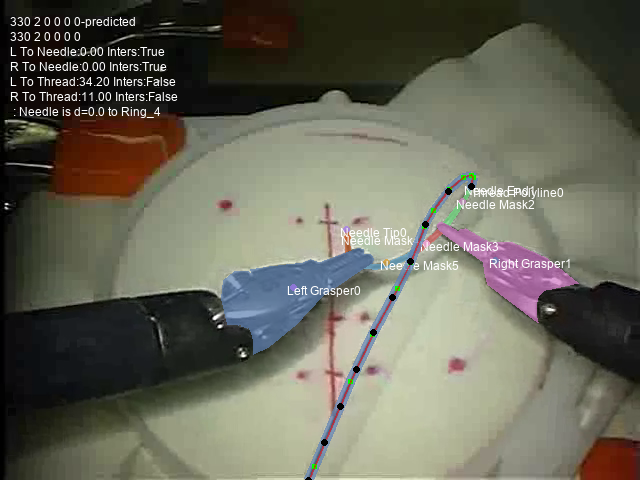 330 2 0 0 0 0-predicted
330 2 0 0 0 0
L To Needle:0.00 Inters:True
R To Needle:0.00 Inters:True
L To Thread:34.20 Inters:False
R To Thread:11.00 Inters:False
: Needle is d=0.0 to Ring_4
Needle End1
Thread Polyline0
Needle Mask2
Needle Tip0
Needle Mask
Needle Mask3
Needle Mask5
Right Grasper1
Left Grasper0